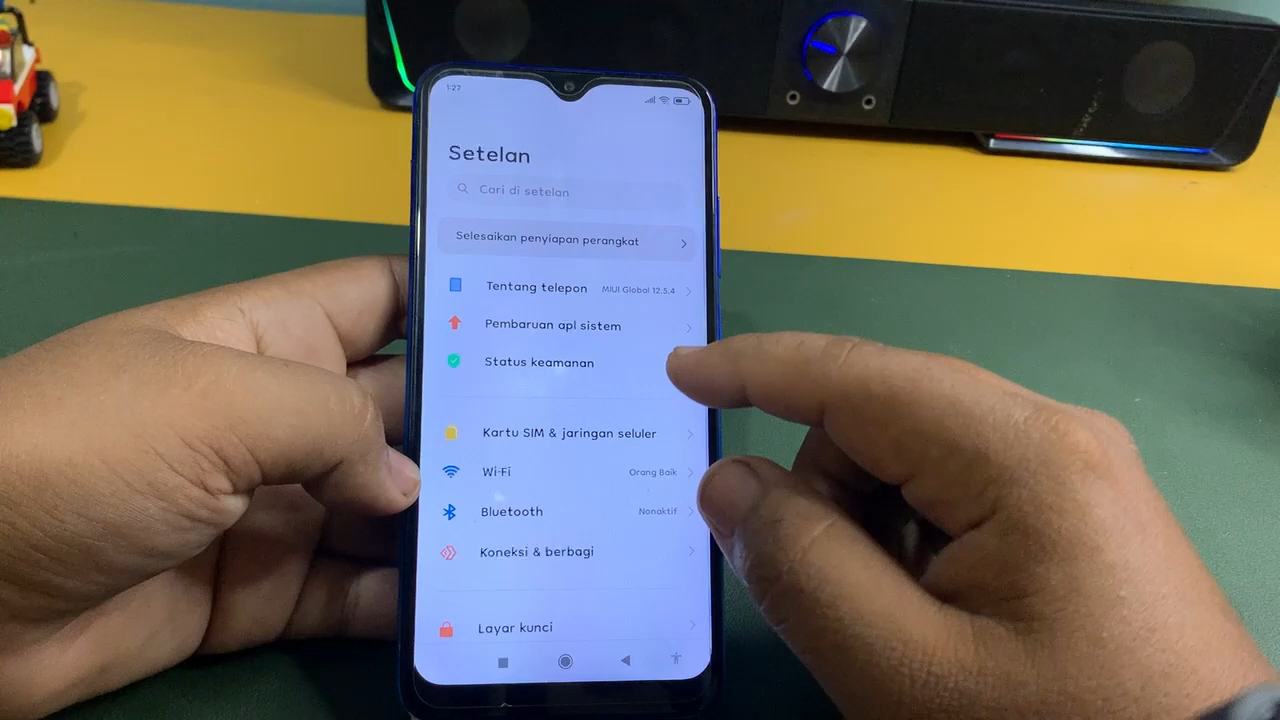 1:27
Setelan
Cari di setelan
Selesaikan penyiapan perangkat
Tentang telepon MIUI Global 12.5.4
Pembaruan apl sistem
Status keamanan
Kartu SIM & jaringan seluler
Wi-Fi Orang Baik
Bluetooth Nonaktif
Koneksi & berbagi
Layar kunci